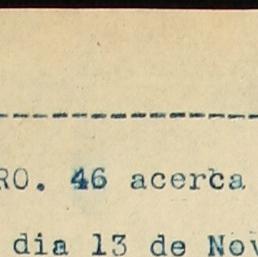 RO. 46 acerca
dia 13 de Nov